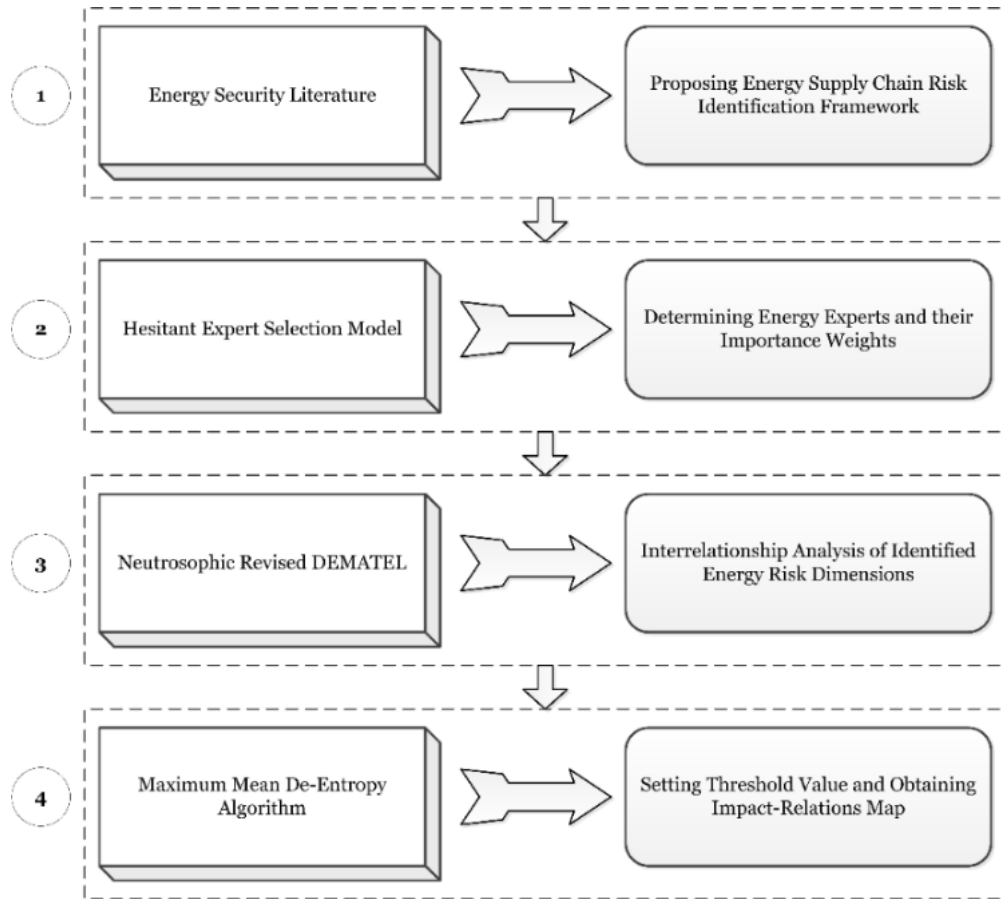 1
Energy Security Literature
Proposing Energy Supply Chain Risk
Identification Framework
2
Hesitant Expert Selection Model
Determining Energy Experts and their
Importance Weights
3
Neutrosophic Revised DEMATEL
Interrelationship Analysis of Identified
Energy Risk Dimensions
4
Maximum Mean De-Entropy
Algorithm
Setting Threshold Value and Obtaining
Impact-Relations Map